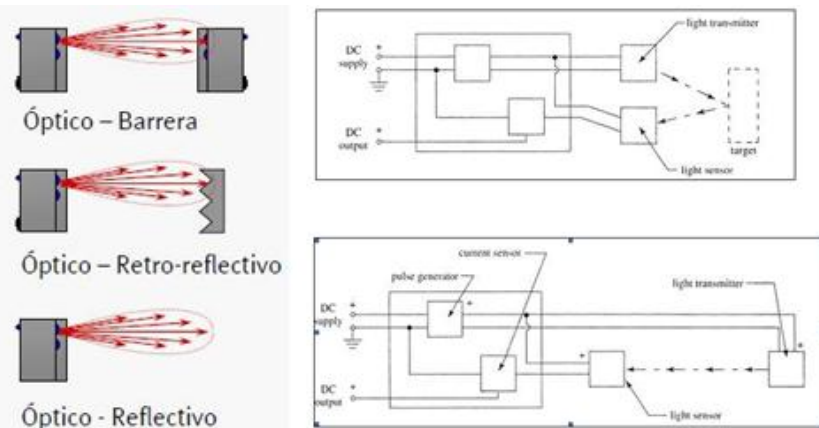 Óptico – Barrera
Óptico – Retro-reflectivo
Óptico - Reflectivo
light transmitter
DC
supply
+
DC
output
target
light sensor
current sensor
pulse generator
+
light transmitter
DC
supply
+
+
+
DC
output
light sensor